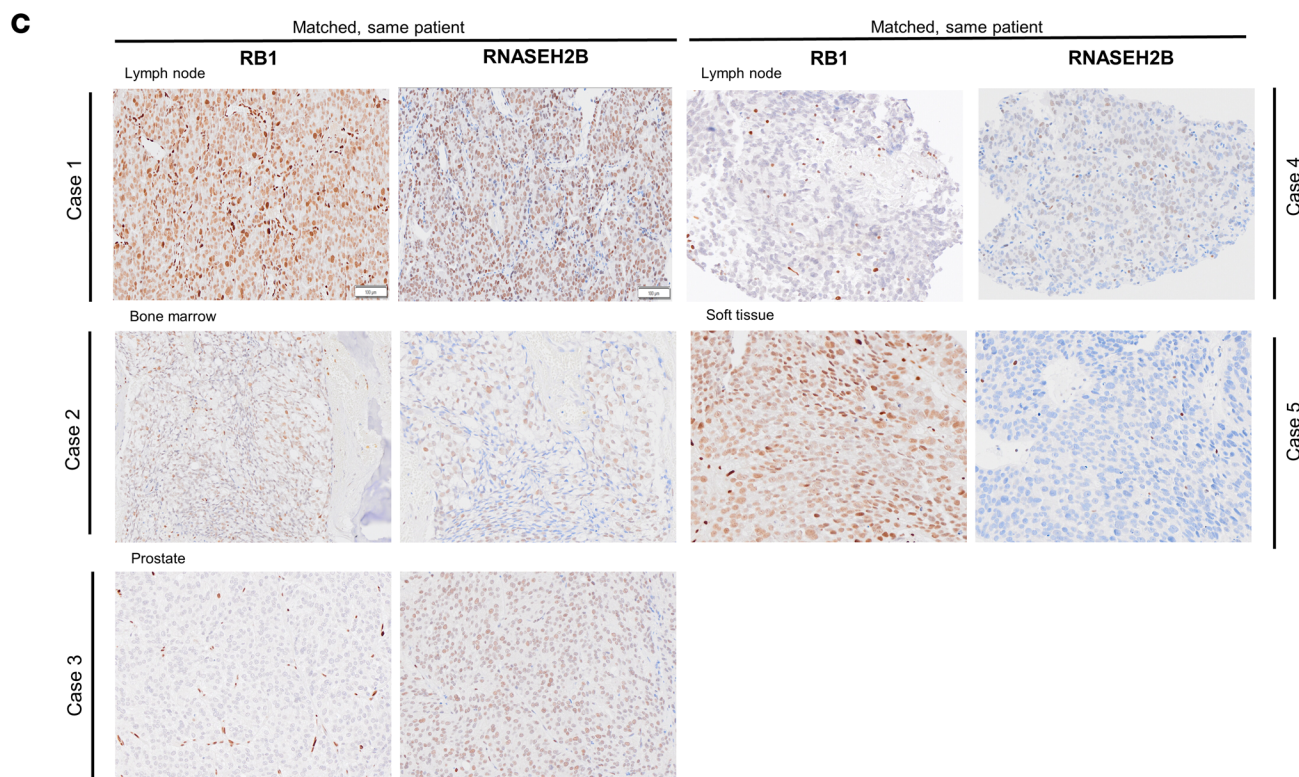 C
Matched, same patient
Matched, same patient
RB1
RNASEH2B
RB1
RNASEH2B
Lymph node
Lymph node
Case 1
Case 4
Bone marrow
Soft tissue
Case 2
Case 5
Prostate
Case 3